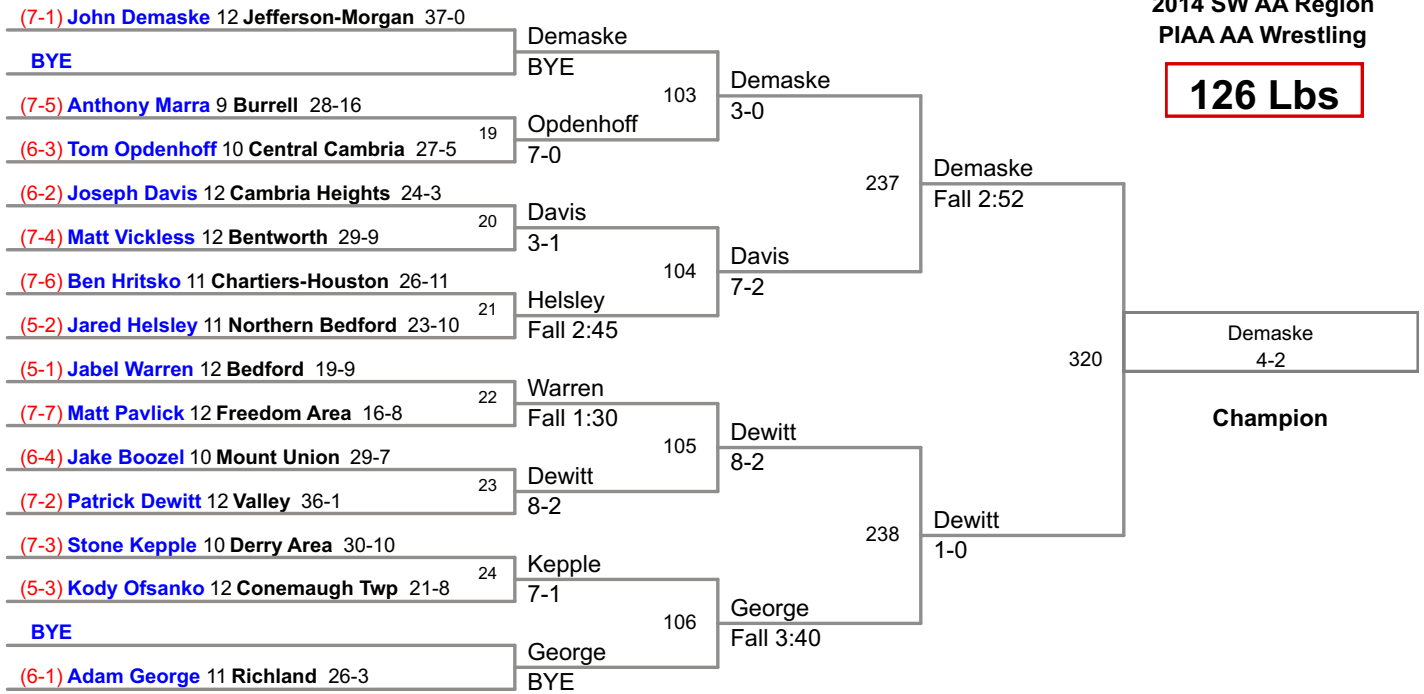 2014 SW AA Region
PIAA AA Wrestling
126 Lbs
(7-1) John Demaske 12 Jefferson-Morgan 37-0
BYE
(7-5) Anthony Marra 9 Burrell 28-16
(6-3) Tom Opdenhoff 10 Central Cambria 27-5
(6-2) Joseph Davis 12 Cambria Heights 24-3
(7-4) Matt Vickless 12 Bentworth 29-9
(7-6) Ben Hritsko 11 Chartiers-Houston 26-11
(5-2) Jared Helsley 11 Northern Bedford 23-10
(5-1) Jabel Warren 12 Bedford 19-9
(7-7) Matt Pavlick 12 Freedom Area 16-8
(6-4) Jake Boozel 10 Mount Union 29-7
(7-2) Patrick Dewitt 12 Valley 36-1
(7-3) Stone Kepple 10 Derry Area 30-10
(5-3) Kody Ofsanko 12 Conemaugh Twp 21-8
BYE
(6-1) Adam George 11 Richland 26-3
19
20
21
22
23
24
Demaske
BYE
Opdenhoff
7-0
Davis
3-1
Helsley
Fall 2:45
Warren
Fall 1:30
Dewitt
8-2
Kepple
7-1
George
BYE
103
104
105
106
Demaske
3-0
Davis
7-2
Dewitt
8-2
George
Fall 3:40
237
238
Demaske
Fall 2:52
Dewitt
1-0
320
Demaske
4-2
Champion